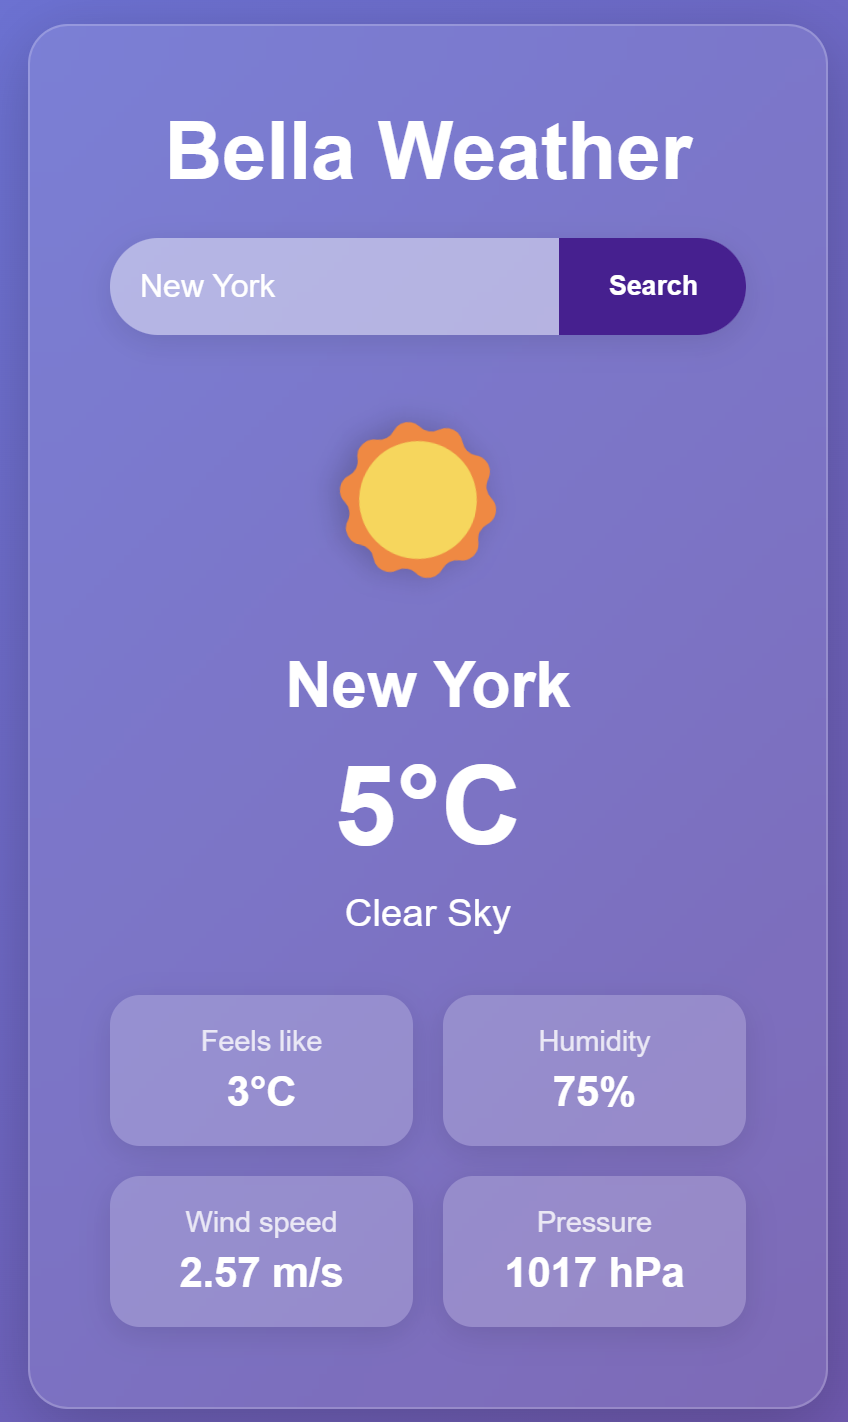 Bella Weather
New York
Search
New York
5°C
Clear Sky
Feels like
3°C
Humidity
75%
Wind speed
2.57 m/s
Pressure
1017 hPa